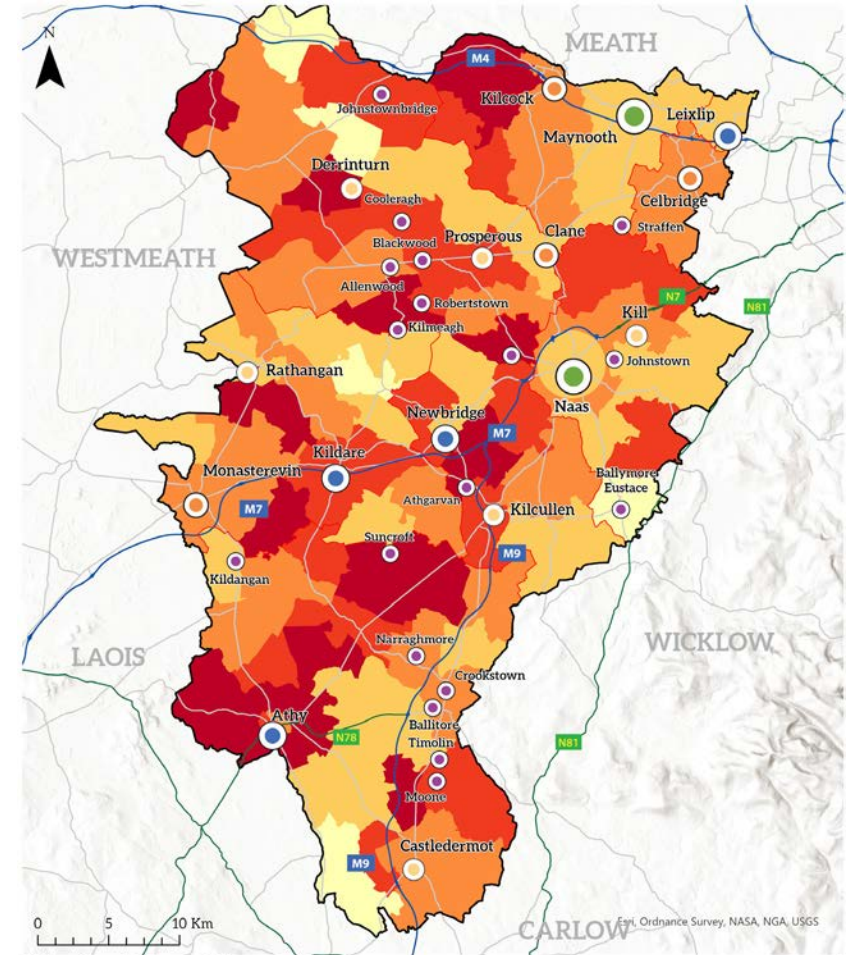 N
MEATH
M4
Kilcock
Leixlip
Johnstownbridge
Maynooth
Derrinturn
Celbridge
Cooleragh
Straffen
Prosperous
Clane
Blackwood
WESTMEATH
Allenwood
N7
Robertstown
N81
Kill
Kilmeagh
Johnstown
Rathangan
Naas
Newbridge
M7
Kildare
Monasterevin
Ballymore
Eustace
Athgarvan
M7
Kilcullen
Suncroft
M9
Kildangan
Narraghmore
WICKLOW
LAOIS
Crookstown
Athy
Ballitore
N78
N81
Timolin
Moone
Castledermot
M9
0 5 10 Km
CARLOW
Esri, Ordnance Survey, NASA, NGA, USGS